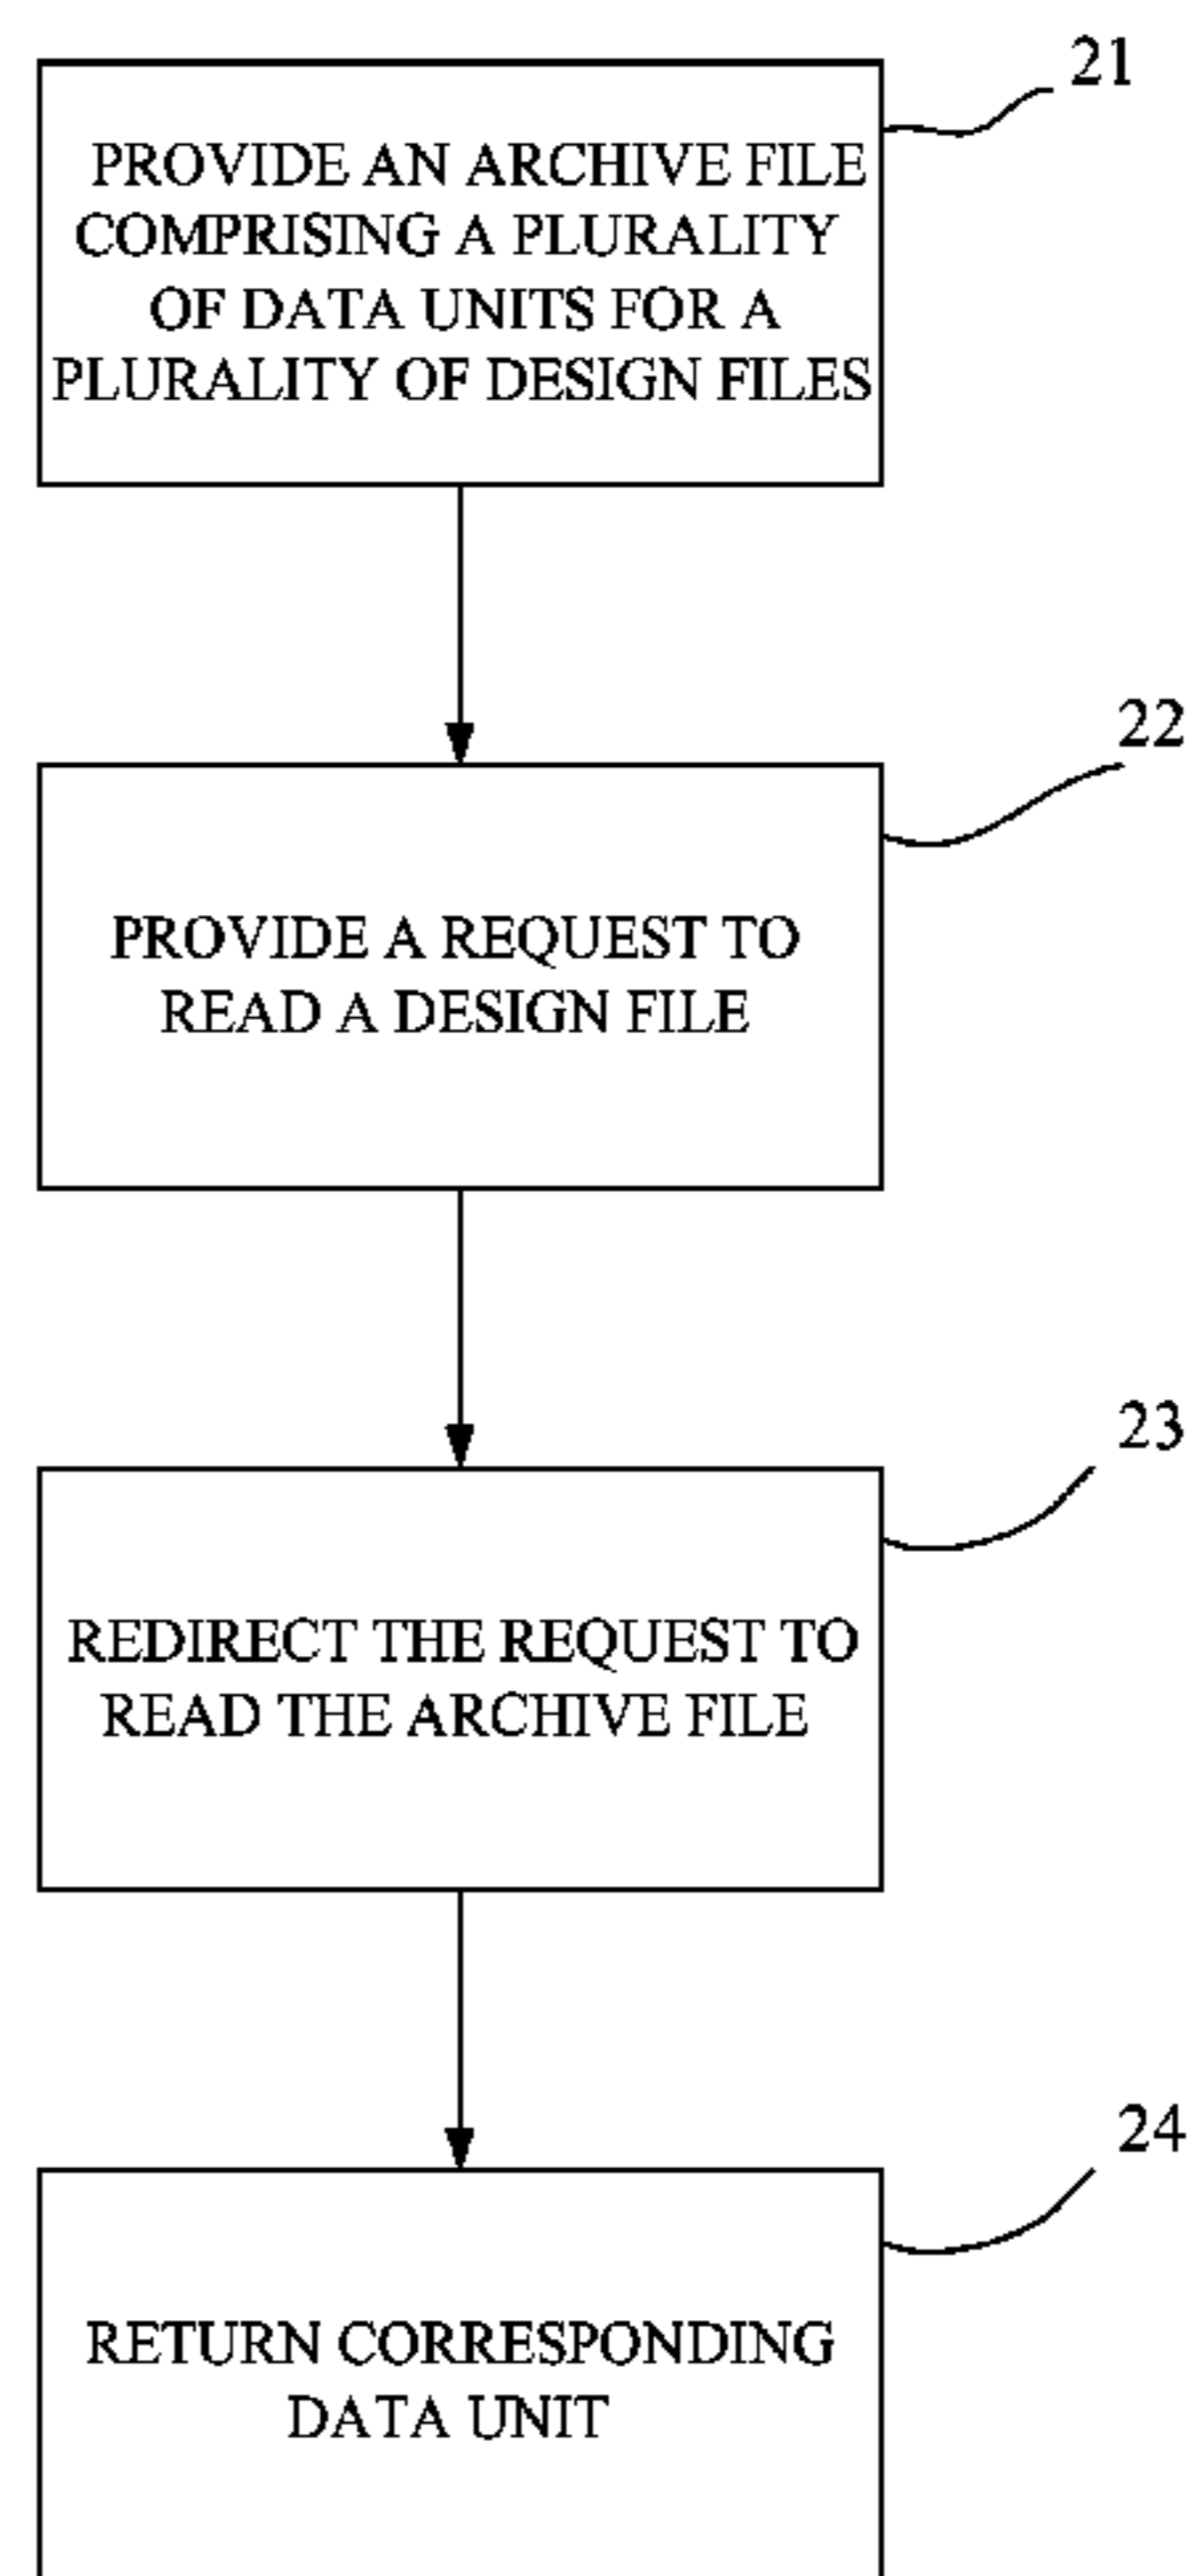 21
PROVIDE AN ARCHIVE FILE
COMPRISING A PLURALITY
OF DATA UNITS FOR A
PLURALITY OF DESIGN FILES
22
PROVIDE A REQUEST TO
READ A DESIGN FILE
23
REDIRECT THE REQUEST TO
READ THE ARCHIVE FILE
24
RETURN CORRESPONDING
DATA UNIT